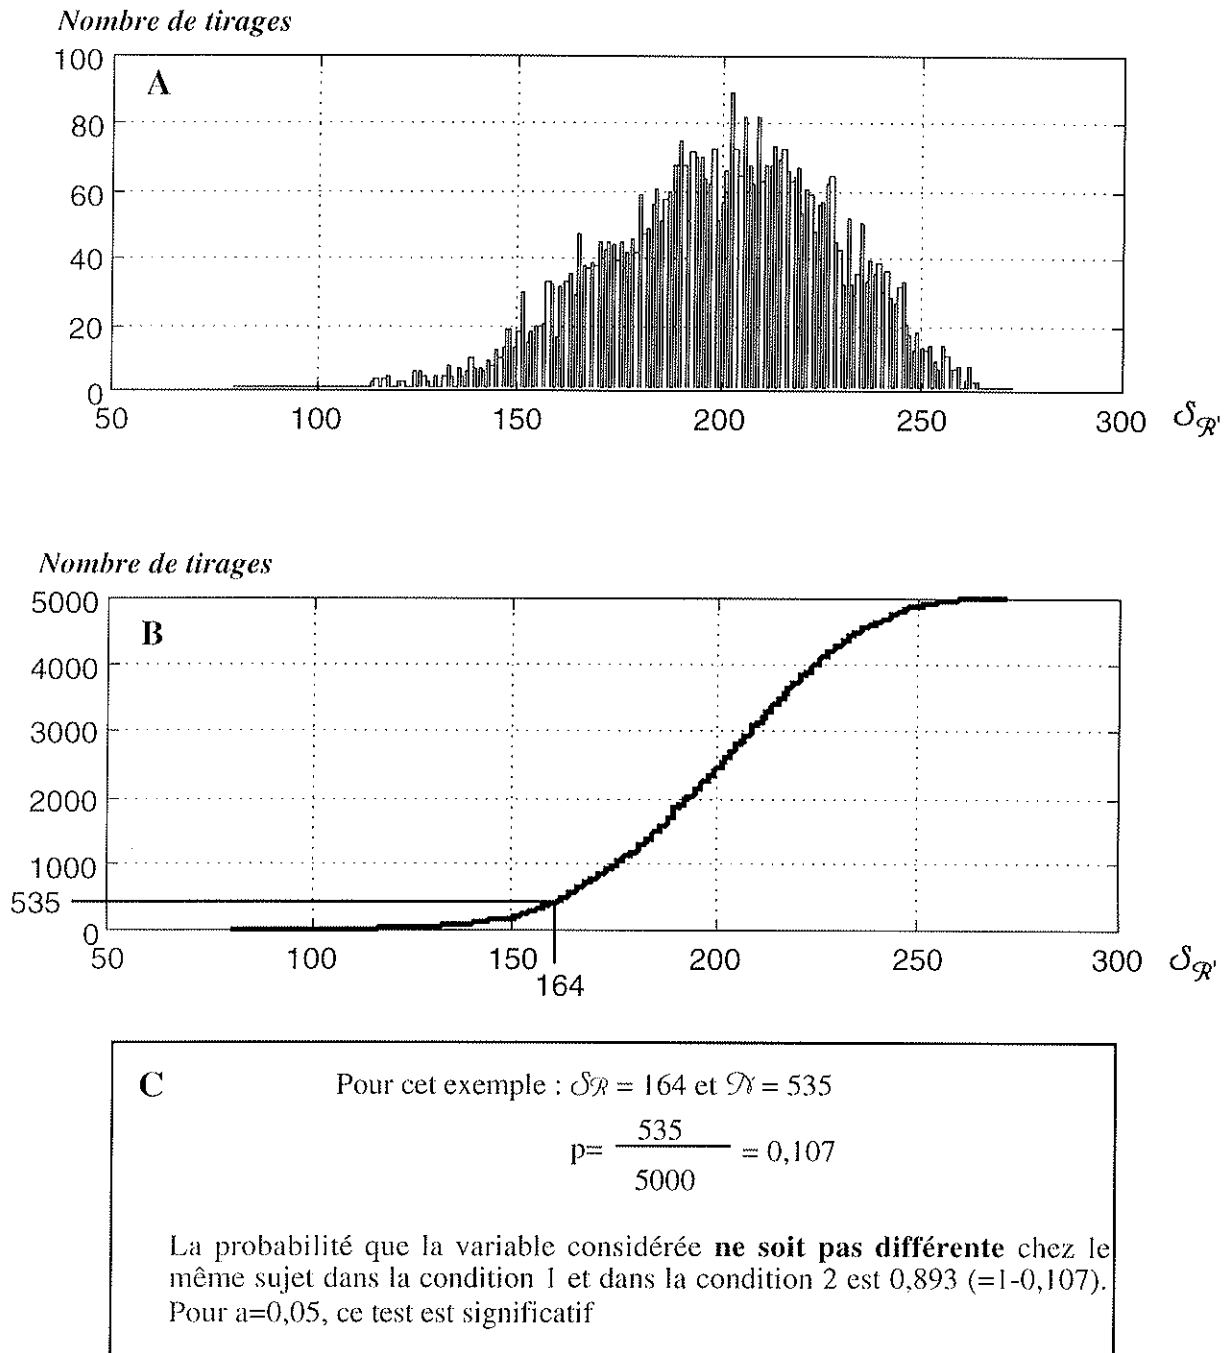 Nombre de tirages
100
A
80
60
40
20
0
50 100 150 200 250 300 𝒮ℛ'
Nombre de tirages
5000
B
4000
3000
2000
1000
535
0
50 100 150 200 250 300 𝒮ℛ'
164
C
Pour cet exemple : 𝒮ℛ = 164 et 𝒩 = 535
p= 535 / 5000 = 0,107
La probabilité que la variable considérée ne soit pas différente chez le
même sujet dans la condition 1 et dans la condition 2 est 0,893 (=1-0,107).
Pour a=0,05, ce test est significatif